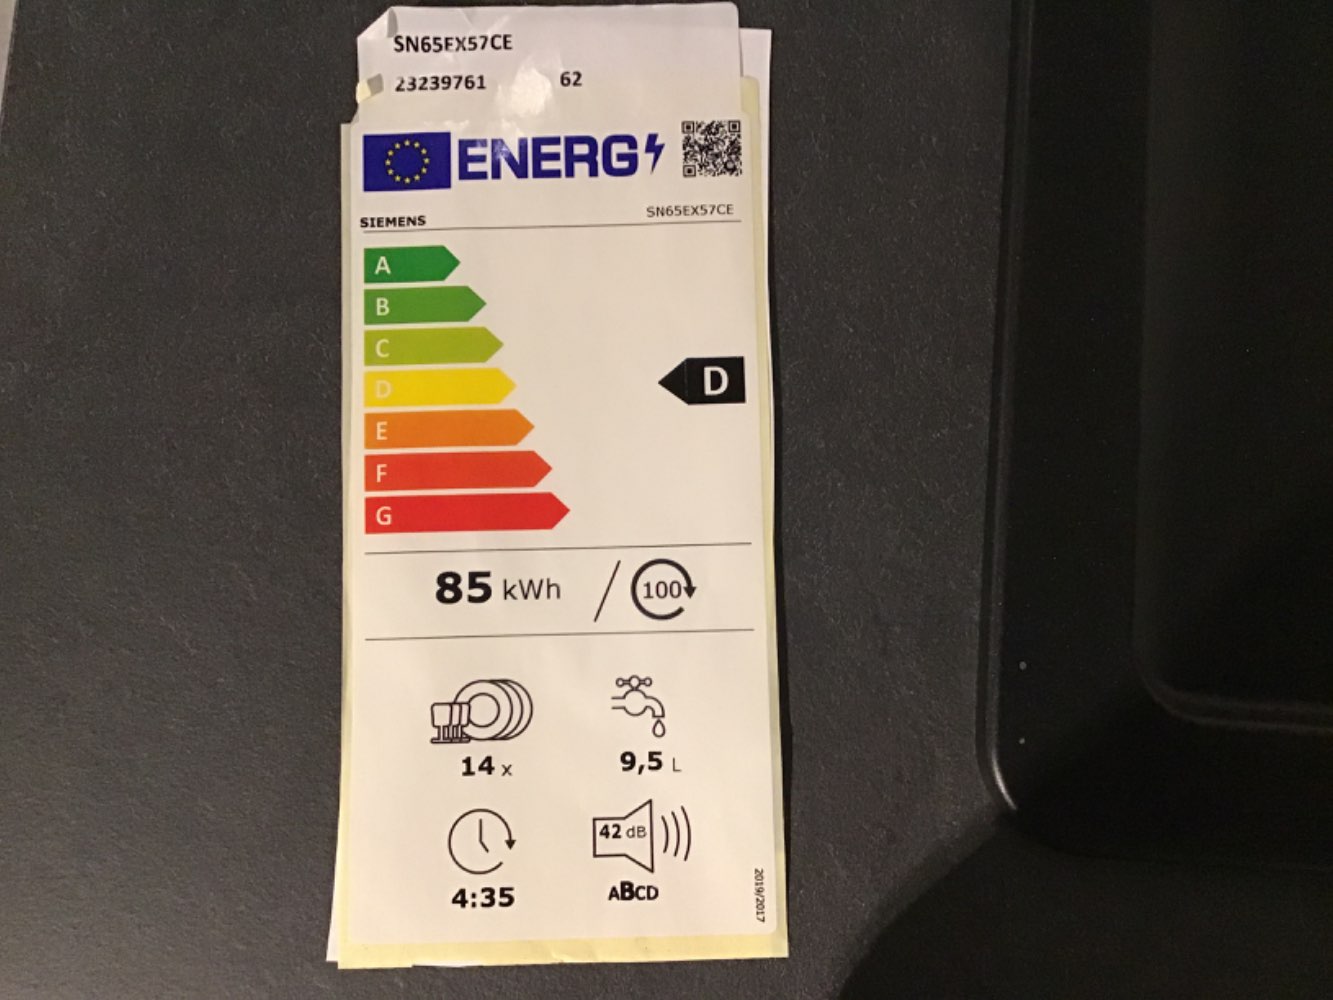 SN65EX57CE
23239761 62
ENERG
SIEMENS SN65EX57CE
A
B
C
D
D
E
F
G
85 kWh / 100
14 x 9,5 L
42 dB
4:35 ABCD
2019/2017